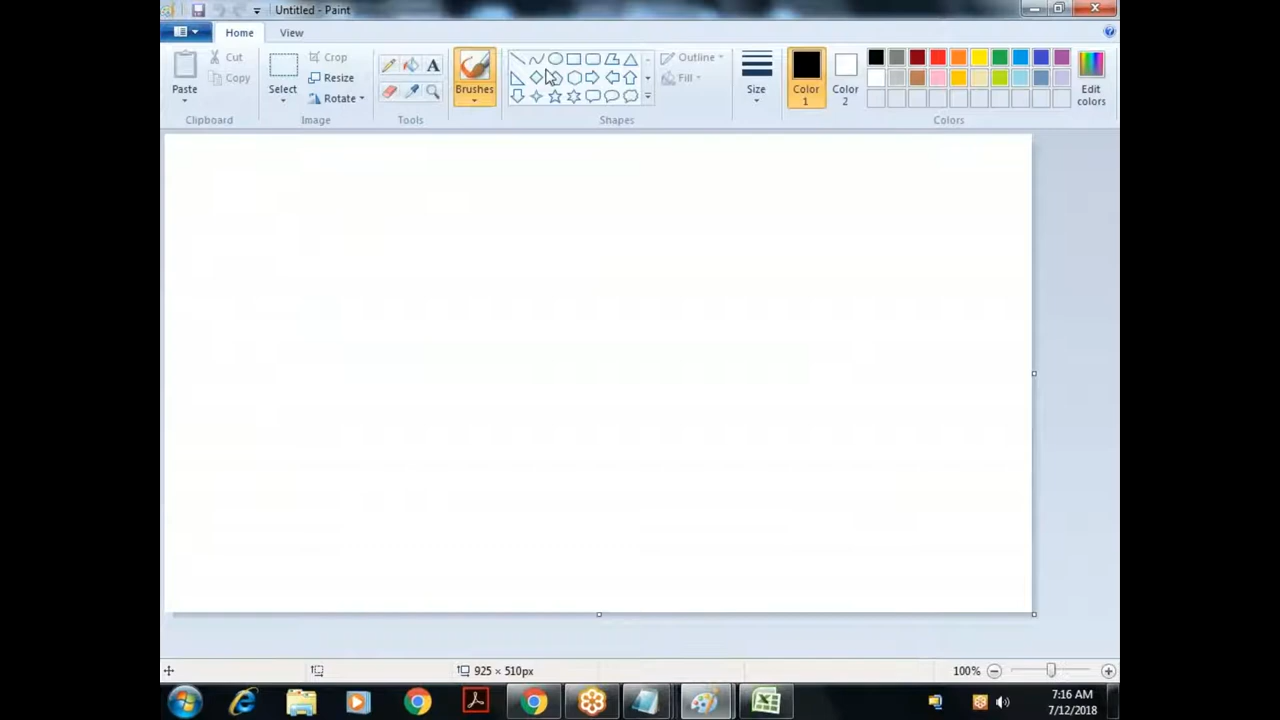 Untitled - Paint
Home View
Paste
Cut
Copy
Clipboard
Select
Crop
Resize
Rotate
Image
A
Tools
Brushes
Shapes
Outline
Fill
Size
Color 1
Color 2
Edit colors
Colors
925 × 510px
100%
7:16 AM
7/12/2018